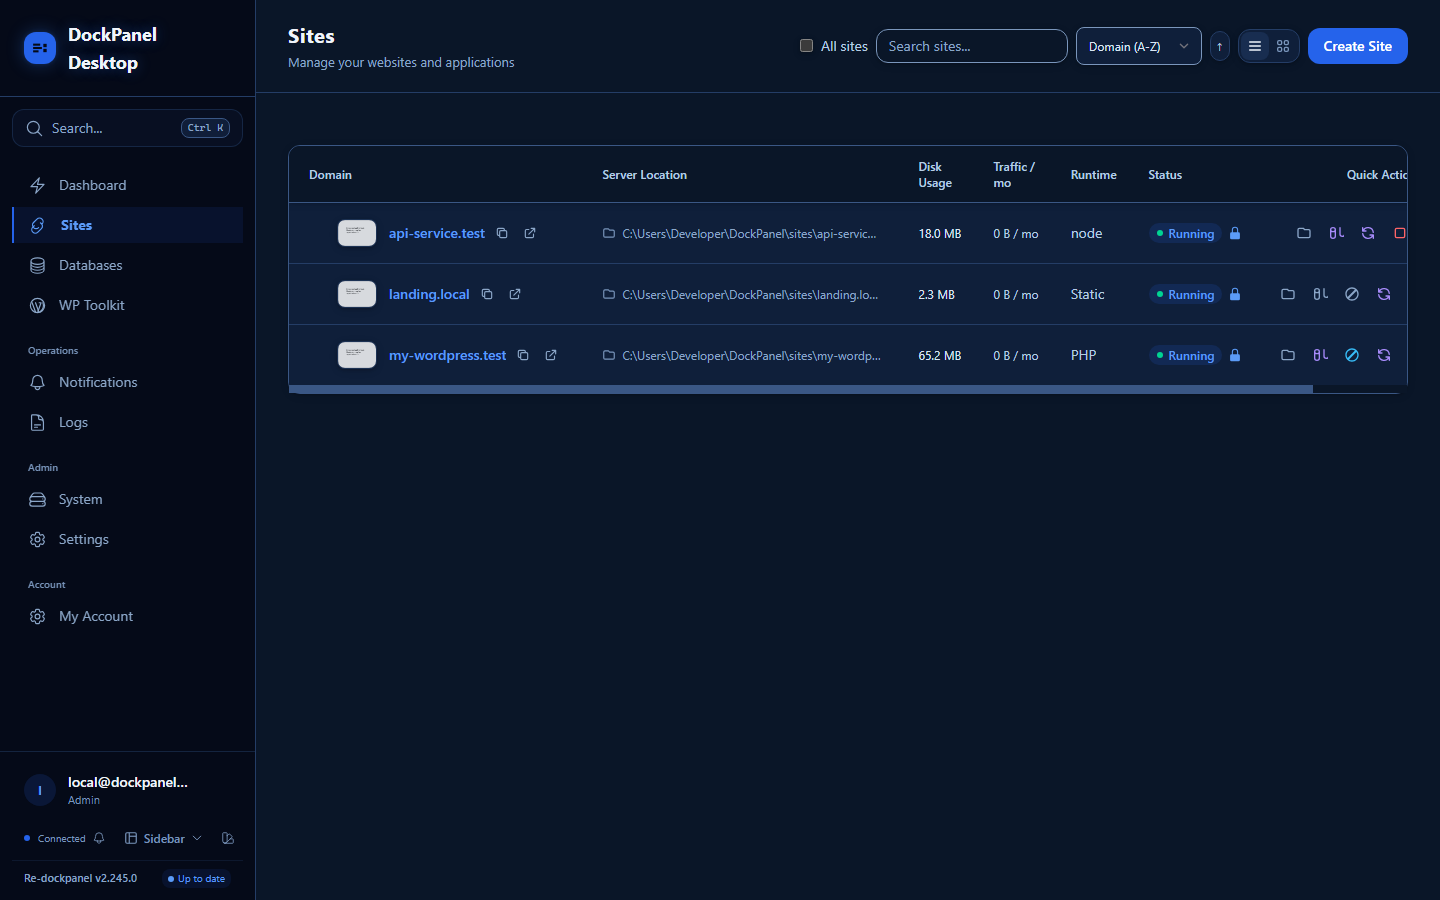 DockPanel
Desktop
Search...
Ctrl K
Dashboard
Sites
Databases
WP Toolkit
Operations
Notifications
Logs
Admin
System
Settings
Account
My Account
l
local@dockpanel...
Admin
Connected
Sidebar
Re-dockpanel v2.245.0
Up to date
Sites
Manage your websites and applications
All sites
Search sites...
Domain (A-Z)
↑
Create Site
Domain Server Location Disk Usage Traffic / mo Runtime Status Quick Actio
api-service.test C:\Users\Developer\DockPanel\sites\api-servic... 18.0 MB 0 B / mo node Running
landing.local C:\Users\Developer\DockPanel\sites\landing.lo... 2.3 MB 0 B / mo Static Running
my-wordpress.test C:\Users\Developer\DockPanel\sites\my-wordp... 65.2 MB 0 B / mo PHP Running